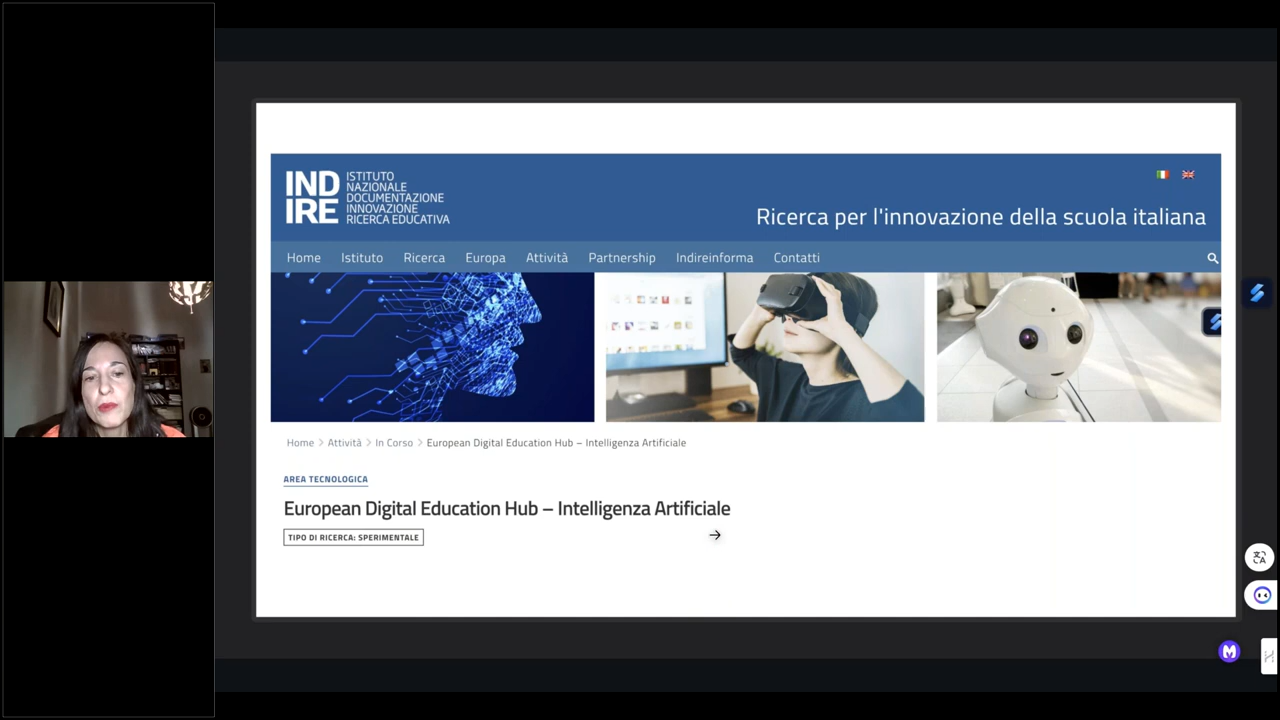 IND
IRE
ISTITUTO
NAZIONALE
DOCUMENTAZIONE
INNOVAZIONE
RICERCA EDUCATIVA
Ricerca per l'innovazione della scuola italiana
Home Istituto Ricerca Europa Attività Partnership Indireinforma Contatti
Home > Attività > In Corso > European Digital Education Hub – Intelligenza Artificiale
AREA TECNOLOGICA
European Digital Education Hub – Intelligenza Artificiale
TIPO DI RICERCA: SPERIMENTALE